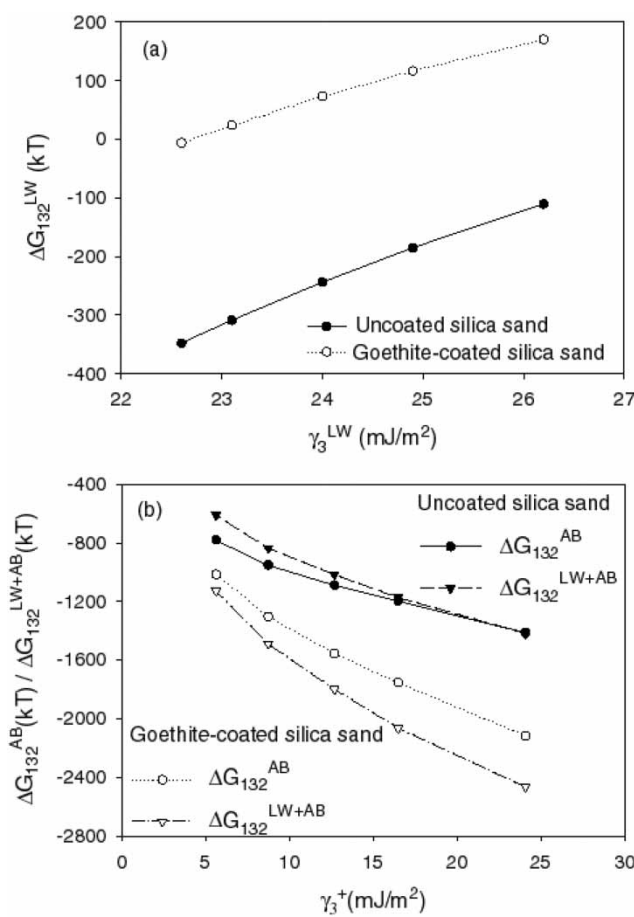 200
(a)
100
0
-100
-200
-300
-400
ΔG₁₃₂ᴸᵂ (kT)
Uncoated silica sand
Goethite-coated silica sand
22 23 24 25 26 27
γ₃ᴸᵂ (mJ/m²)
-400
(b)
-800
-1200
-1600
-2000
-2400
-2800
ΔG₁₃₂ᴬᴮ(kT) / ΔG₁₃₂ᴸᵂ⁺ᴬᴮ(kT)
Uncoated silica sand
ΔG₁₃₂ᴬᴮ
ΔG₁₃₂ᴸᵂ⁺ᴬᴮ
Goethite-coated silica sand
ΔG₁₃₂ᴬᴮ
ΔG₁₃₂ᴸᵂ⁺ᴬᴮ
0 5 10 15 20 25 30
γ₃⁺(mJ/m²)